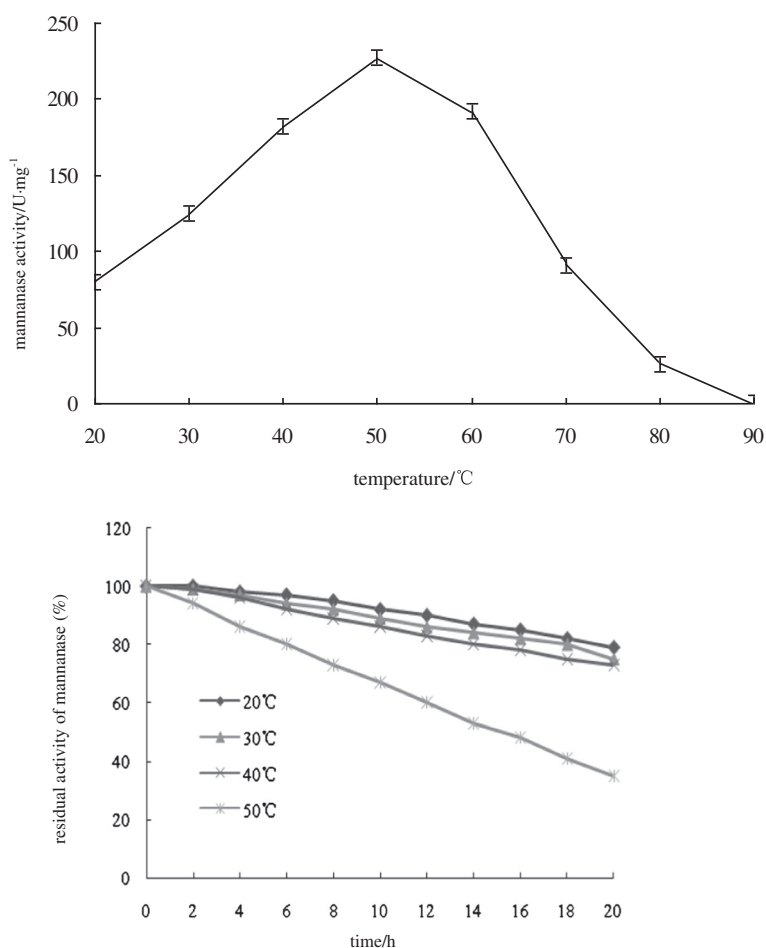 250
200
150
100
50
0
mannanase activity/U·mg⁻¹
20 30 40 50 60 70 80 90
temperature/℃
120
100
80
60
40
20
0
residual activity of mannanase (%)
20℃
30℃
40℃
50℃
0 2 4 6 8 10 12 14 16 18 20
time/h